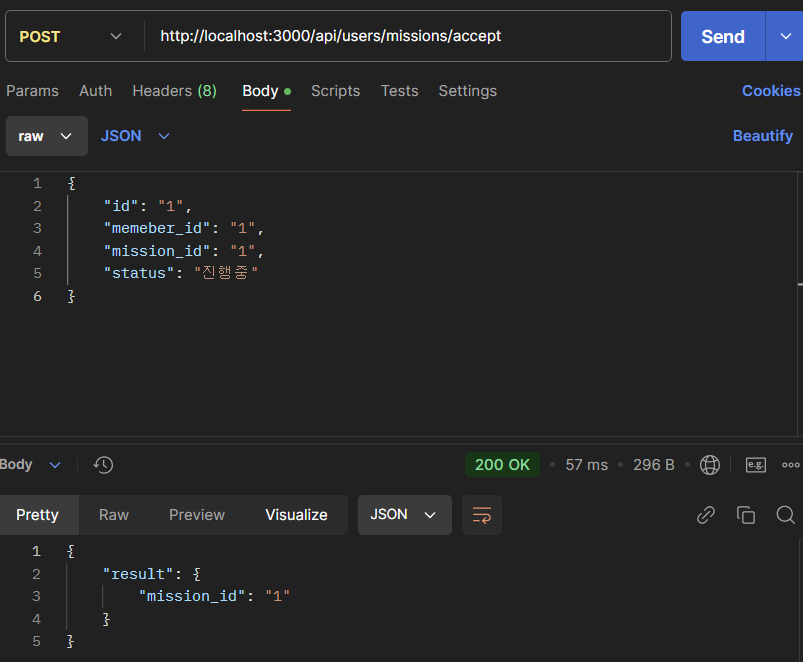 POST http://localhost:3000/api/users/missions/accept Send
Params Auth Headers (8) Body Scripts Tests Settings Cookies
raw JSON Beautify
1 {
2 "id": "1",
3 "memeber_id": "1",
4 "mission_id": "1",
5 "status": "진행중"
6 }
Body 200 OK 57 ms 296 B e.g.
Pretty Raw Preview Visualize JSON
1 {
2 "result": {
3 "mission_id": "1"
4 }
5 }